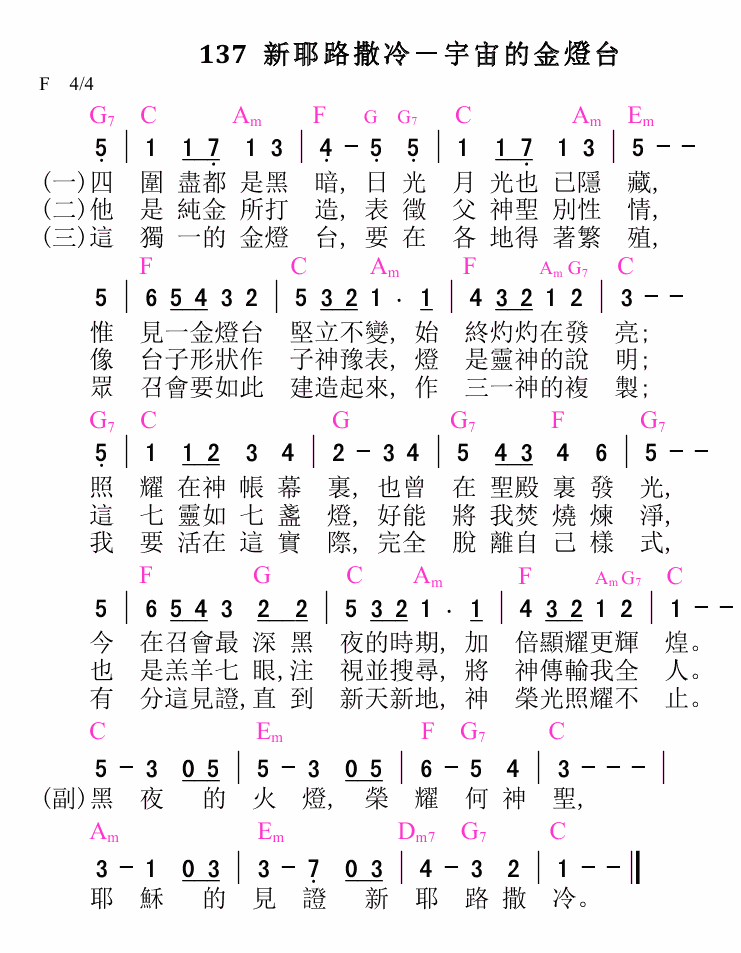 137 新耶路撒冷－宇宙的金燈台
F 4/4
G7 C Am F G G7 C Am Em
5 | 1 1 7 1 3 | 4 - 5 5 | 1 1 7 1 3 | 5 - -
(一)四 圍 盡都 是黑 暗, 日 光 月 光也 已隱 藏,
(二)他 是 純金 所打 造, 表 徵 父 神聖 別性 情,
(三)這 獨 一的 金燈 台, 要 在 各 地得 著繁 殖,
F C Am F Am G7 C
5 | 6 5 4 3 2 | 5 3 2 1 . 1 | 4 3 2 1 2 | 3 - -
惟 見一金燈台 堅立不變, 始 終灼灼在發 亮;
像 台子形狀作 子神豫表, 燈 是靈神的說 明;
眾 召會要如此 建造起來, 作 三一神的複 製;
G7 C G G7 F G7
5 | 1 1 2 3 4 | 2 - 3 4 | 5 4 3 4 6 | 5 - -
照 耀 在神 帳 幕 裏, 也曾 在 聖殿 裏 發 光,
這 七 靈如 七 盞 燈, 好能 將 我焚 燒 煉 淨,
我 要 活在 這 實 際, 完全 脫 離自 己 樣 式,
F G C Am F Am G7 C
5 | 6 5 4 3 2 2 | 5 3 2 1 . 1 | 4 3 2 1 2 | 1 - -
今 在召會最 深 黑 夜的時期, 加 倍顯耀更輝 煌。
也 是羔羊七 眼,注 視並搜尋, 將 神傳輸我全 人。
有 分這見證,直 到 新天新地, 神 榮光照耀不 止。
C Em F G7 C
5 - 3 0 5 | 5 - 3 0 5 | 6 - 5 4 | 3 - - - |
(副)黑 夜 的 火 燈, 榮 耀 何 神 聖,
Am Em Dm7 G7 C
3 - 1 0 3 | 3 - 7 0 3 | 4 - 3 2 | 1 - - ||
耶 穌 的 見 證 新 耶 路 撒 冷。